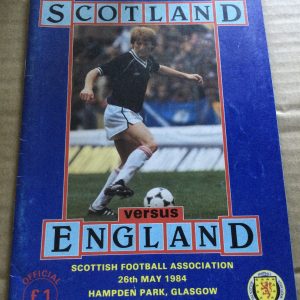 SCOTLAND
versus
ENGLAND
SCOTTISH FOOTBALL ASSOCIATION
26th MAY 1984
HAMPDEN PARK, GLASGOW
OFFICIAL
£1